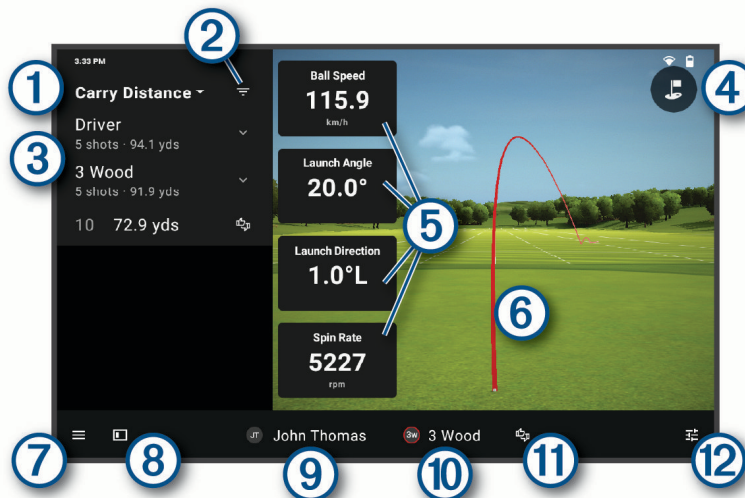 3:33 PM
Carry Distance
Driver
5 shots · 94.1 yds
3 Wood
5 shots · 91.9 yds
10 72.9 yds
Ball Speed
115.9
km/h
Launch Angle
20.0°
Launch Direction
1.0°L
Spin Rate
5227
rpm
JT John Thomas
3w 3 Wood
1
2
3
4
5
6
7
8
9
10
11
12